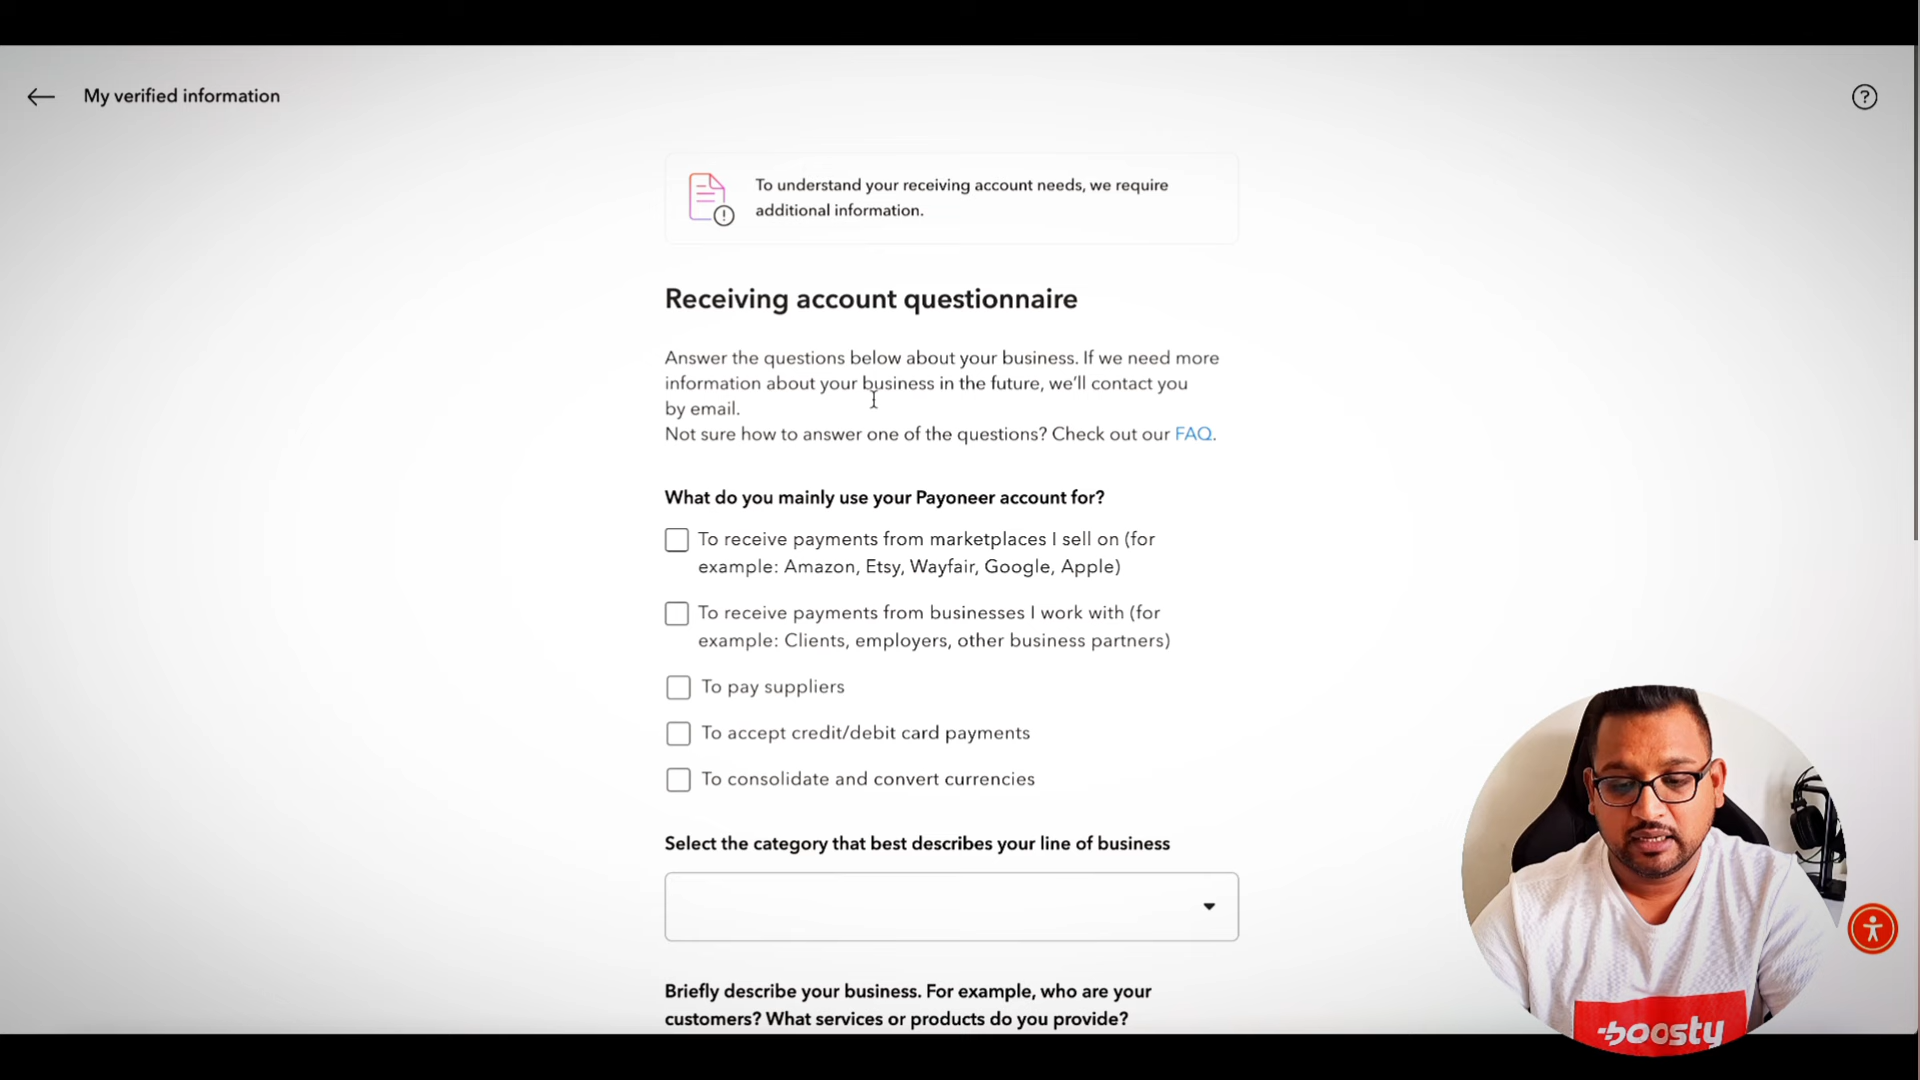 My verified information
To understand your receiving account needs, we require
additional information.
Receiving account questionnaire
Answer the questions below about your business. If we need more
information about your business in the future, we'll contact you
by email.
Not sure how to answer one of the questions? Check out our FAQ.
What do you mainly use your Payoneer account for?
To receive payments from marketplaces I sell on (for
example: Amazon, Etsy, Wayfair, Google, Apple)
To receive payments from businesses I work with (for
example: Clients, employers, other business partners)
To pay suppliers
To accept credit/debit card payments
To consolidate and convert currencies
Select the category that best describes your line of business
Briefly describe your business. For example, who are your
customers? What services or products do you provide?
boosty